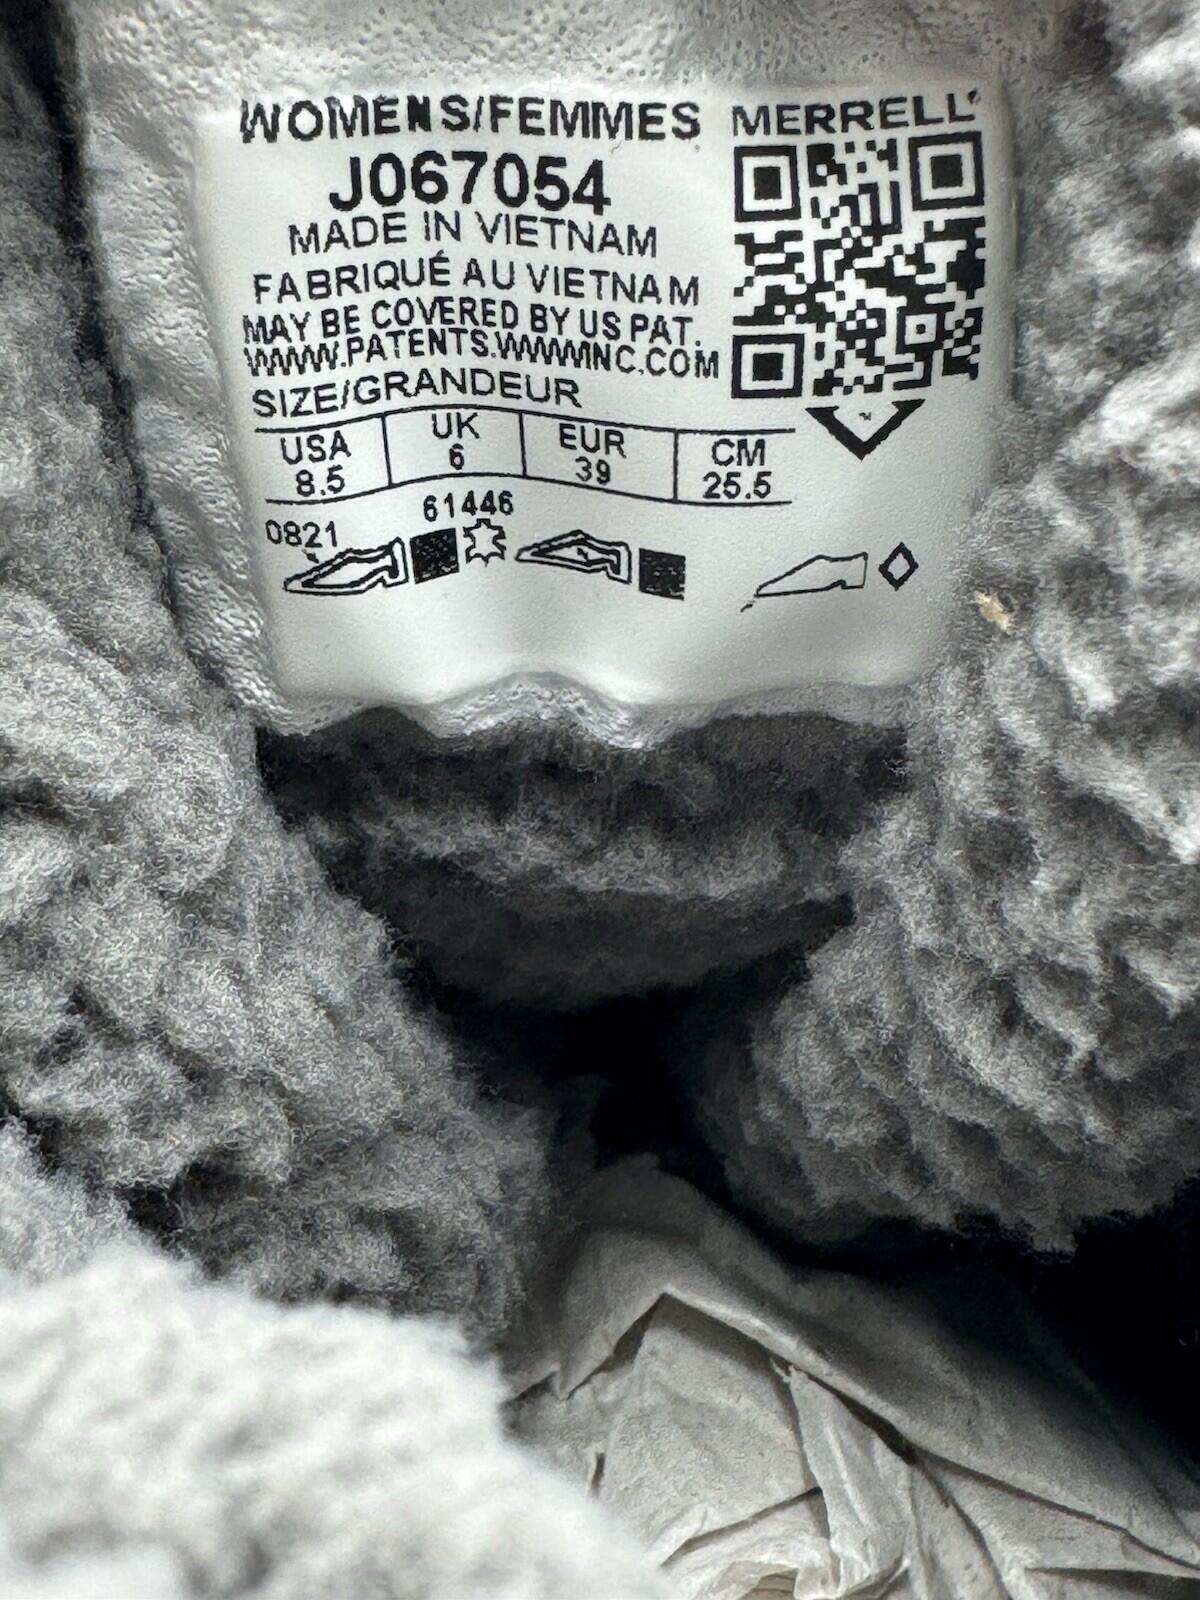 WOMENS/FEMMES
MERRELL
J067054
MADE IN VIETNAM
FABRIQUÉ AU VIETNAM
MAY BE COVERED BY US PAT.
WWW.PATENTS.WWWINC.COM
SIZE/GRANDEUR
USA UK EUR CM
8.5 6 39 25.5
61446
0821
TM